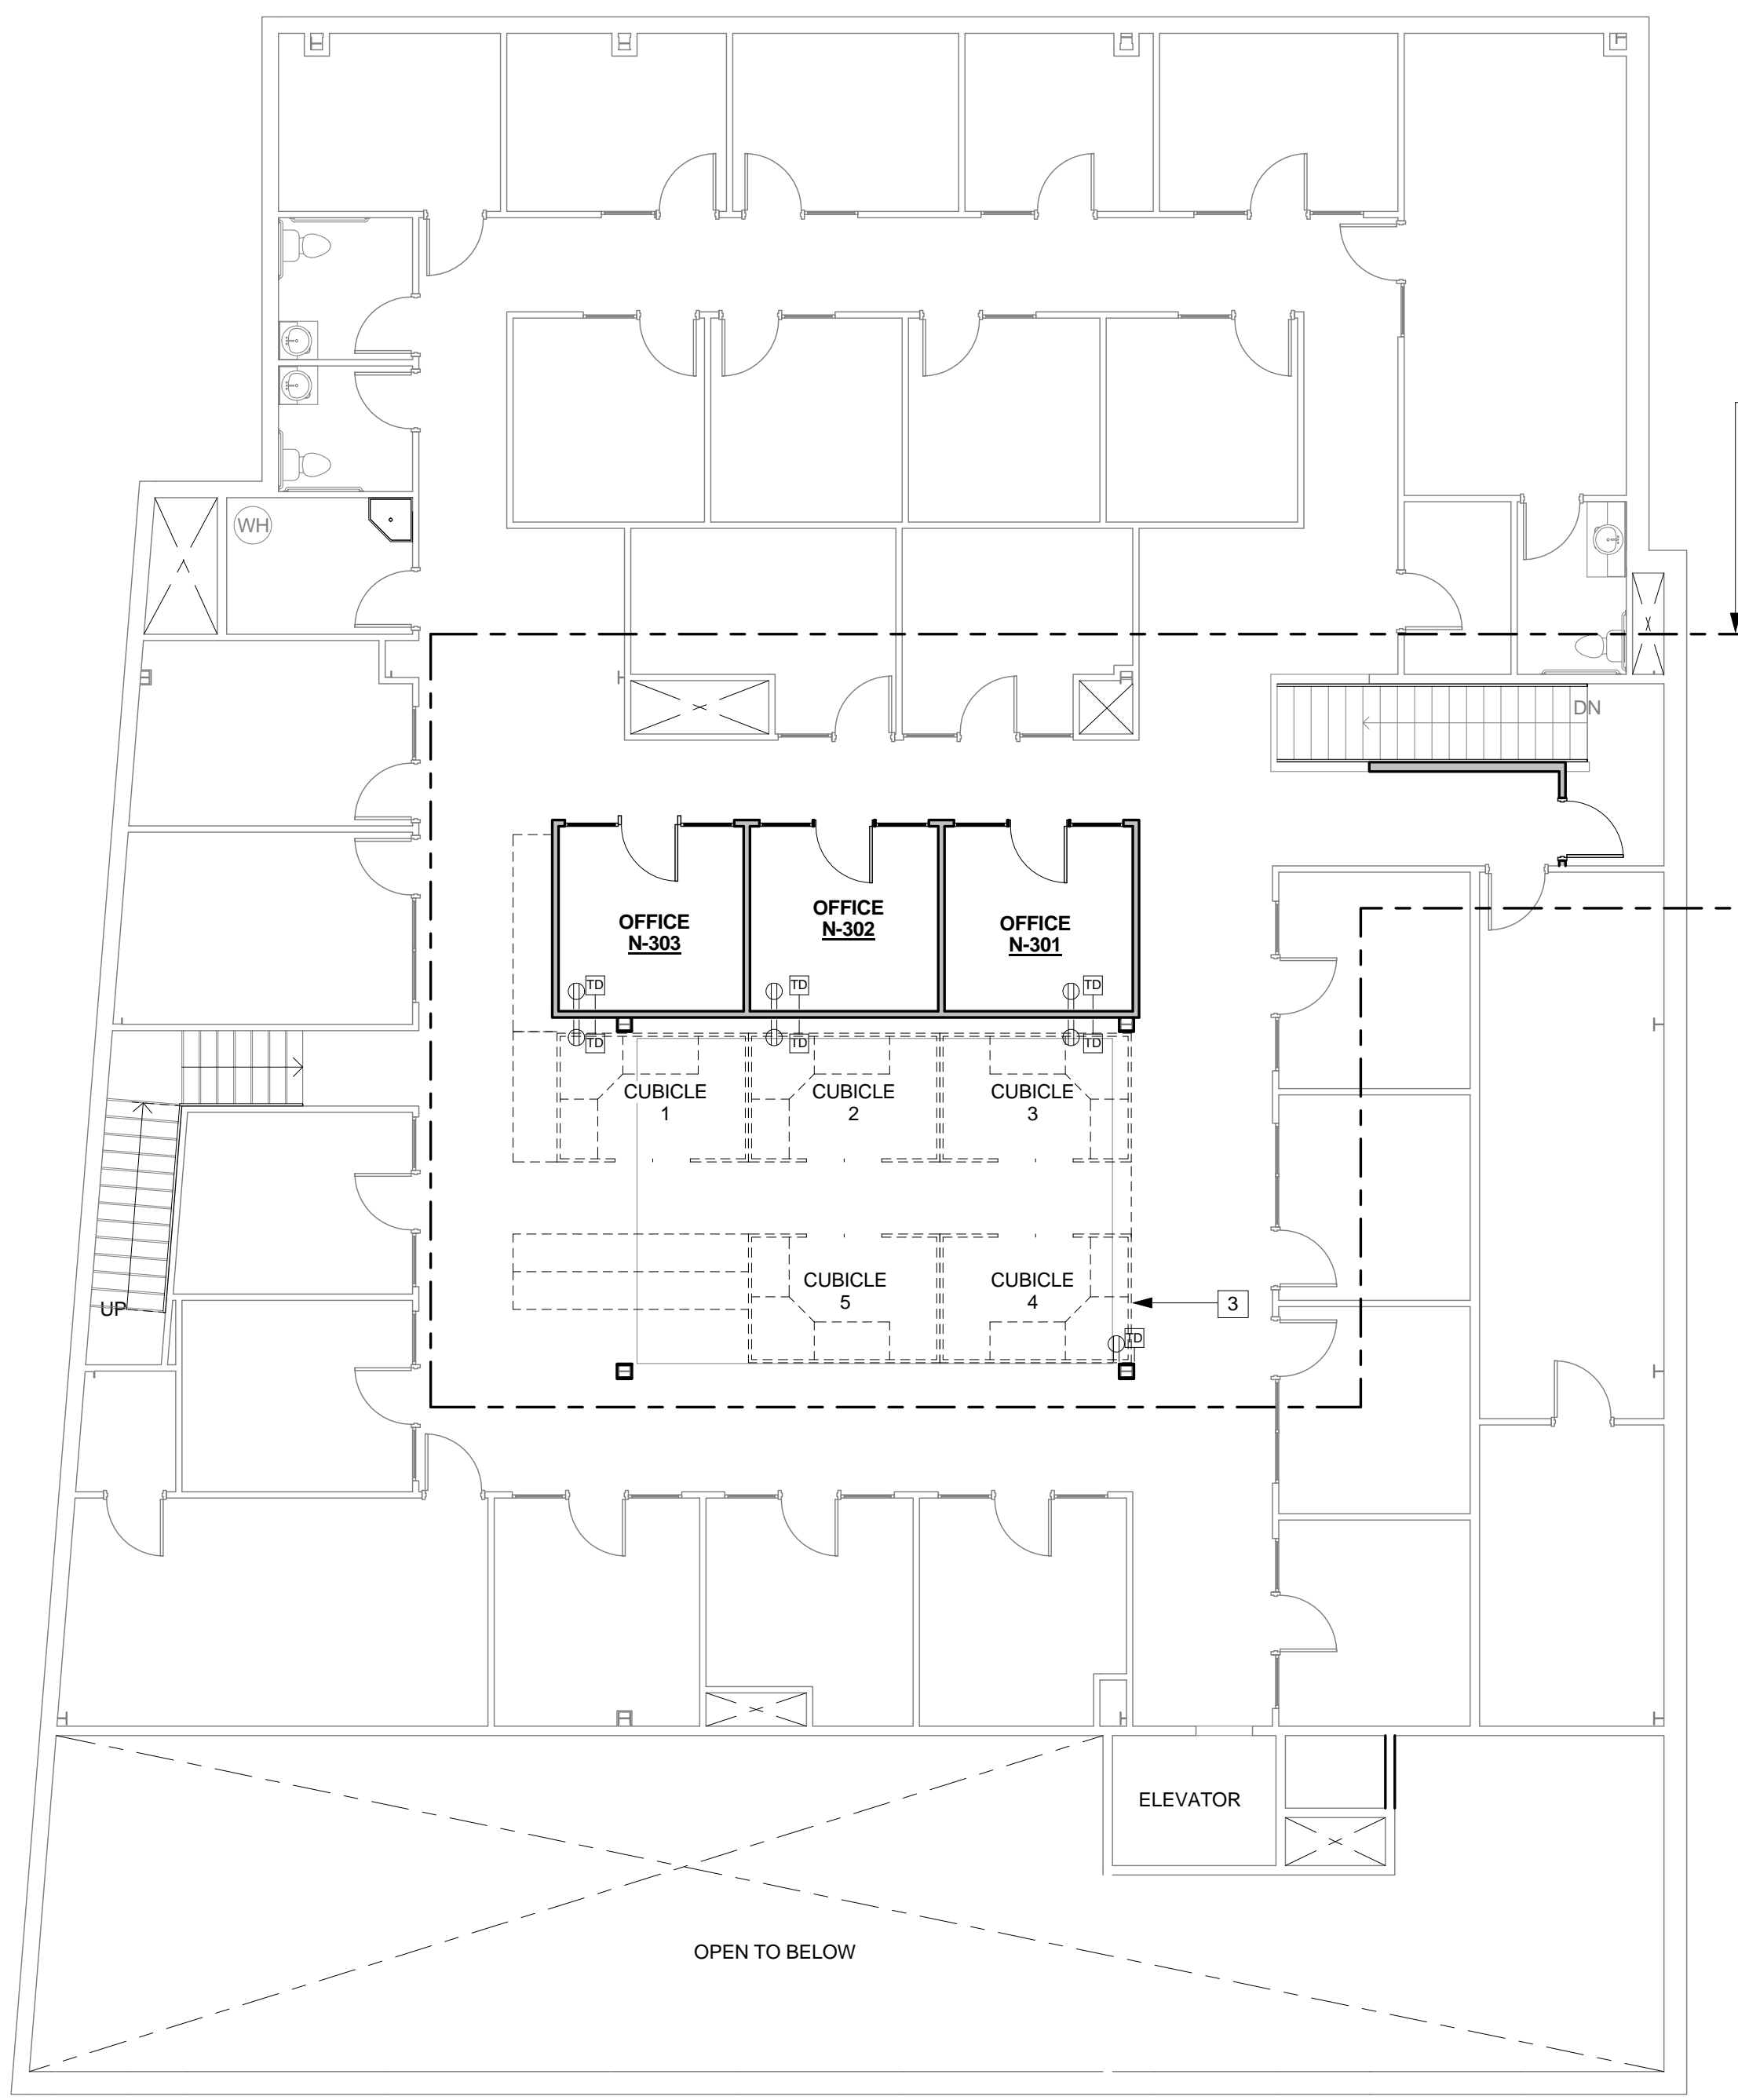 WH
DN
OFFICE
N-303
OFFICE
N-302
OFFICE
N-301
TD
TD
TD
TD
TD
TD
CUBICLE
1
CUBICLE
2
CUBICLE
3
CUBICLE
5
CUBICLE
4
3
TD
UP
ELEVATOR
OPEN TO BELOW